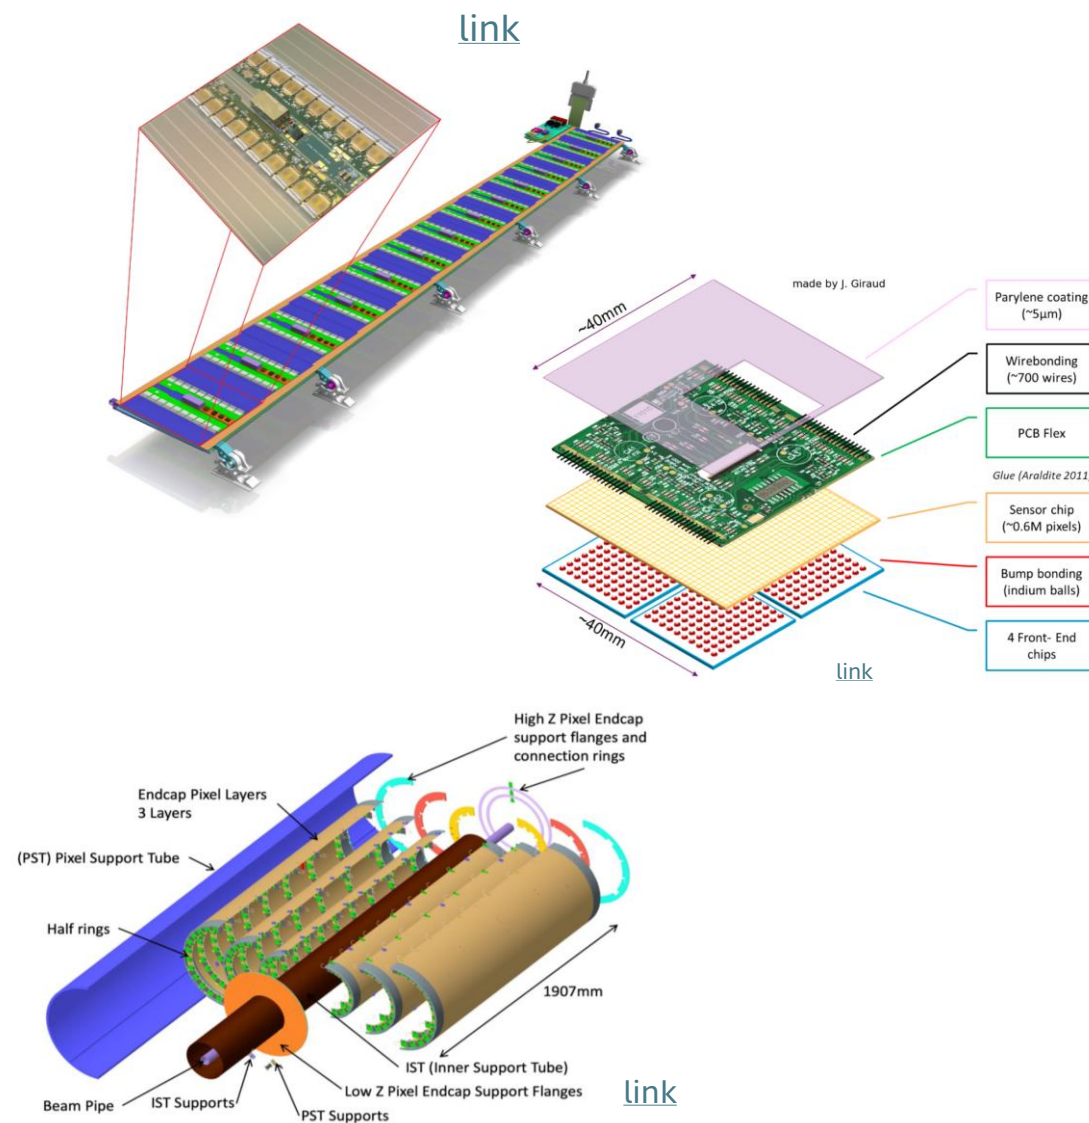 link
made by J. Giraud
~40mm
Parylene coating
(~5µm)
Wirebonding
(~700 wires)
PCB Flex
Glue (Araldite 2011)
Sensor chip
(~0.6M pixels)
Bump bonding
(indium balls)
4 Front- End
chips
~40mm
link
High Z Pixel Endcap
support flanges and
connection rings
Endcap Pixel Layers
3 Layers
(PST) Pixel Support Tube
Half rings
1907mm
IST (Inner Support Tube)
Low Z Pixel Endcap Support Flanges
Beam Pipe
IST Supports
PST Supports
link